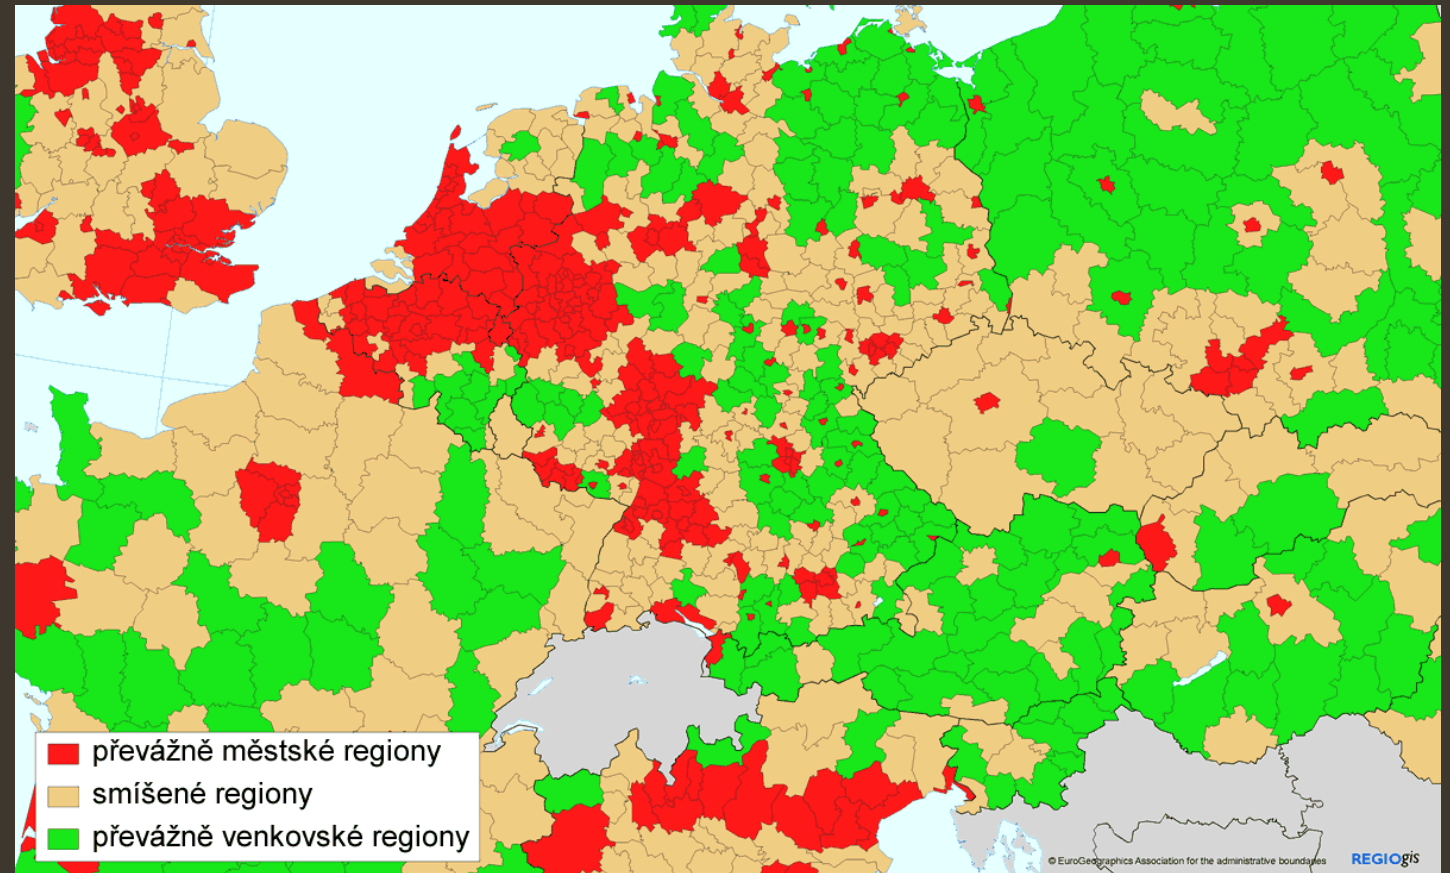 převážně městské regiony
smíšené regiony
převážně venkovské regiony
© EuroGeographics Association for the administrative boundaries
REGIOgis